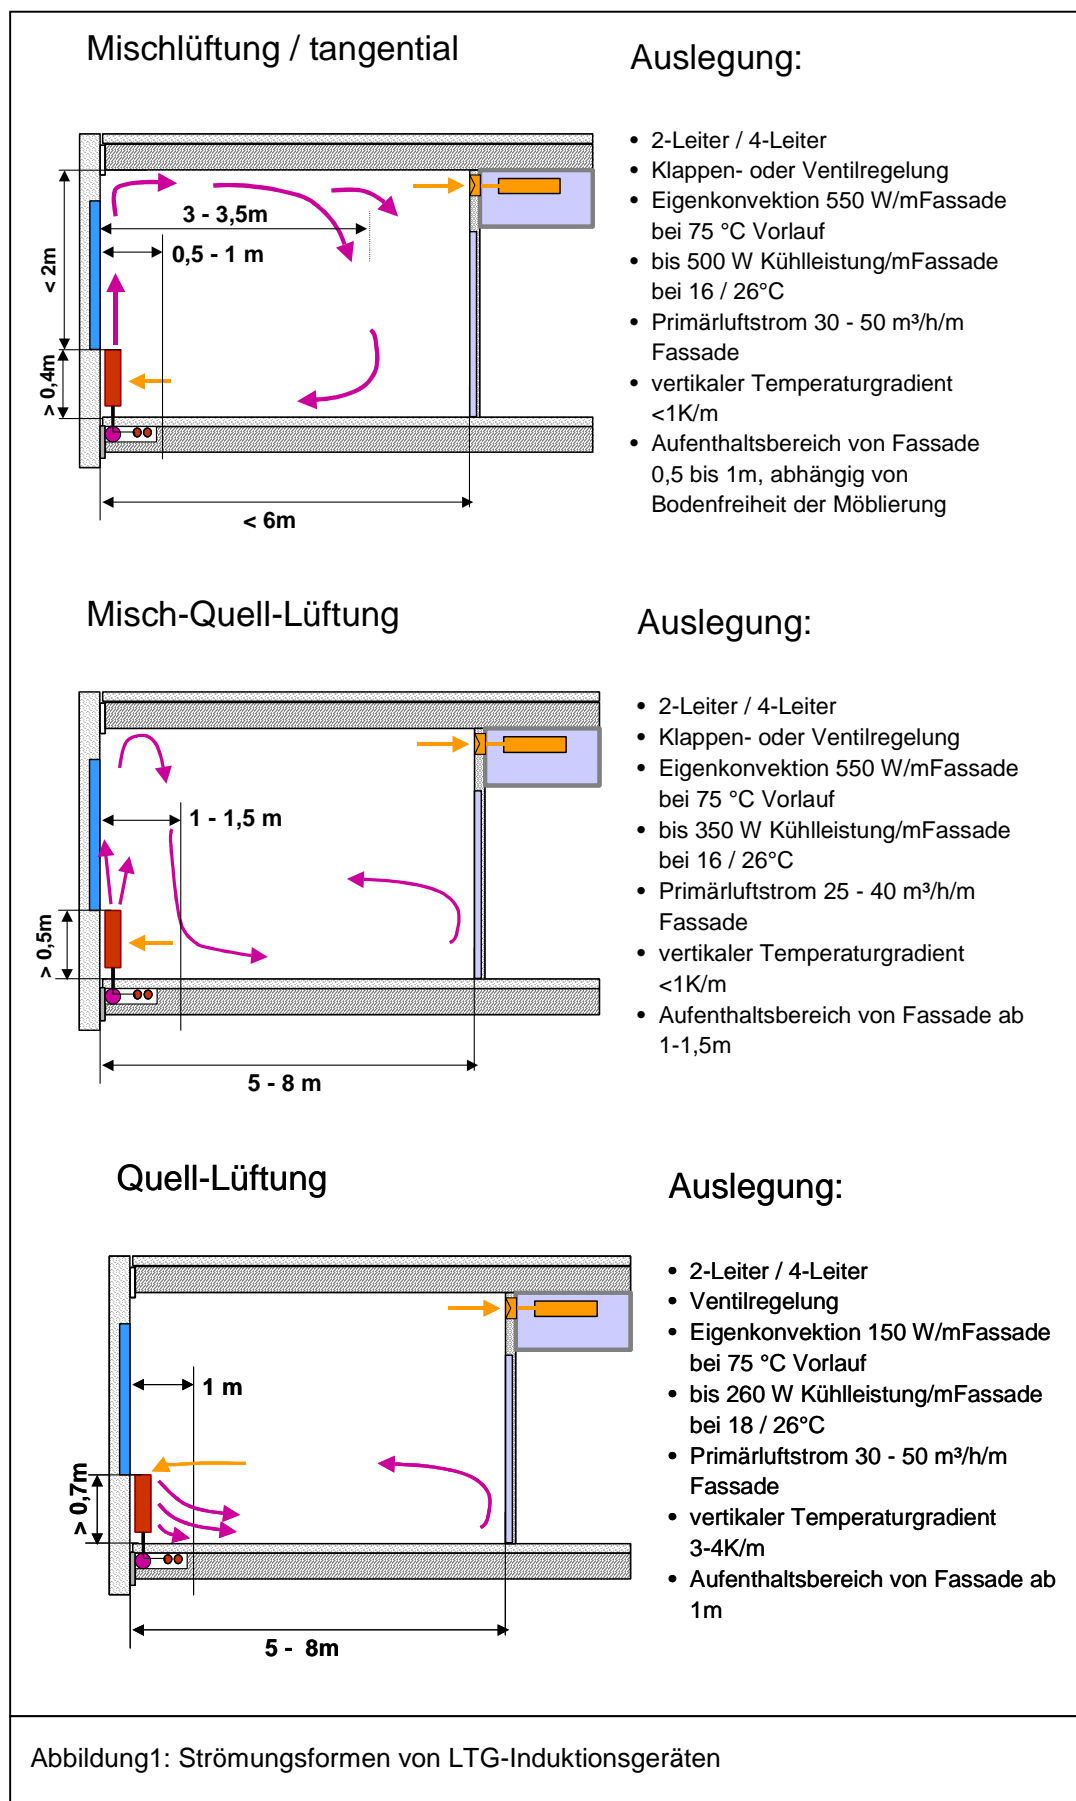 Mischlüftung / tangential
Auslegung:
• 2-Leiter / 4-Leiter
• Klappen- oder Ventilregelung
• Eigenkonvektion 550 W/mFassade
bei 75 °C Vorlauf
• bis 500 W Kühlleistung/mFassade
bei 16 / 26°C
• Primärluftstrom 30 - 50 m³/h/m
Fassade
• vertikaler Temperaturgradient
<1K/m
• Aufenthaltsbereich von Fassade
0,5 bis 1m, abhängig von
Bodenfreiheit der Möblierung
3 - 3,5m
0,5 - 1 m
< 2m
> 0,4m
< 6m
Misch-Quell-Lüftung
Auslegung:
• 2-Leiter / 4-Leiter
• Klappen- oder Ventilregelung
• Eigenkonvektion 550 W/mFassade
bei 75 °C Vorlauf
• bis 350 W Kühlleistung/mFassade
bei 16 / 26°C
• Primärluftstrom 25 - 40 m³/h/m
Fassade
• vertikaler Temperaturgradient
<1K/m
• Aufenthaltsbereich von Fassade ab
1-1,5m
1 - 1,5 m
> 0,5m
5 - 8 m
Quell-Lüftung
Auslegung:
• 2-Leiter / 4-Leiter
• Ventilregelung
• Eigenkonvektion 150 W/mFassade
bei 75 °C Vorlauf
• bis 260 W Kühlleistung/mFassade
bei 18 / 26°C
• Primärluftstrom 30 - 50 m³/h/m
Fassade
• vertikaler Temperaturgradient
3-4K/m
• Aufenthaltsbereich von Fassade ab
1m
1 m
> 0,7m
5 - 8m
Abbildung1: Strömungsformen von LTG-Induktionsgeräten